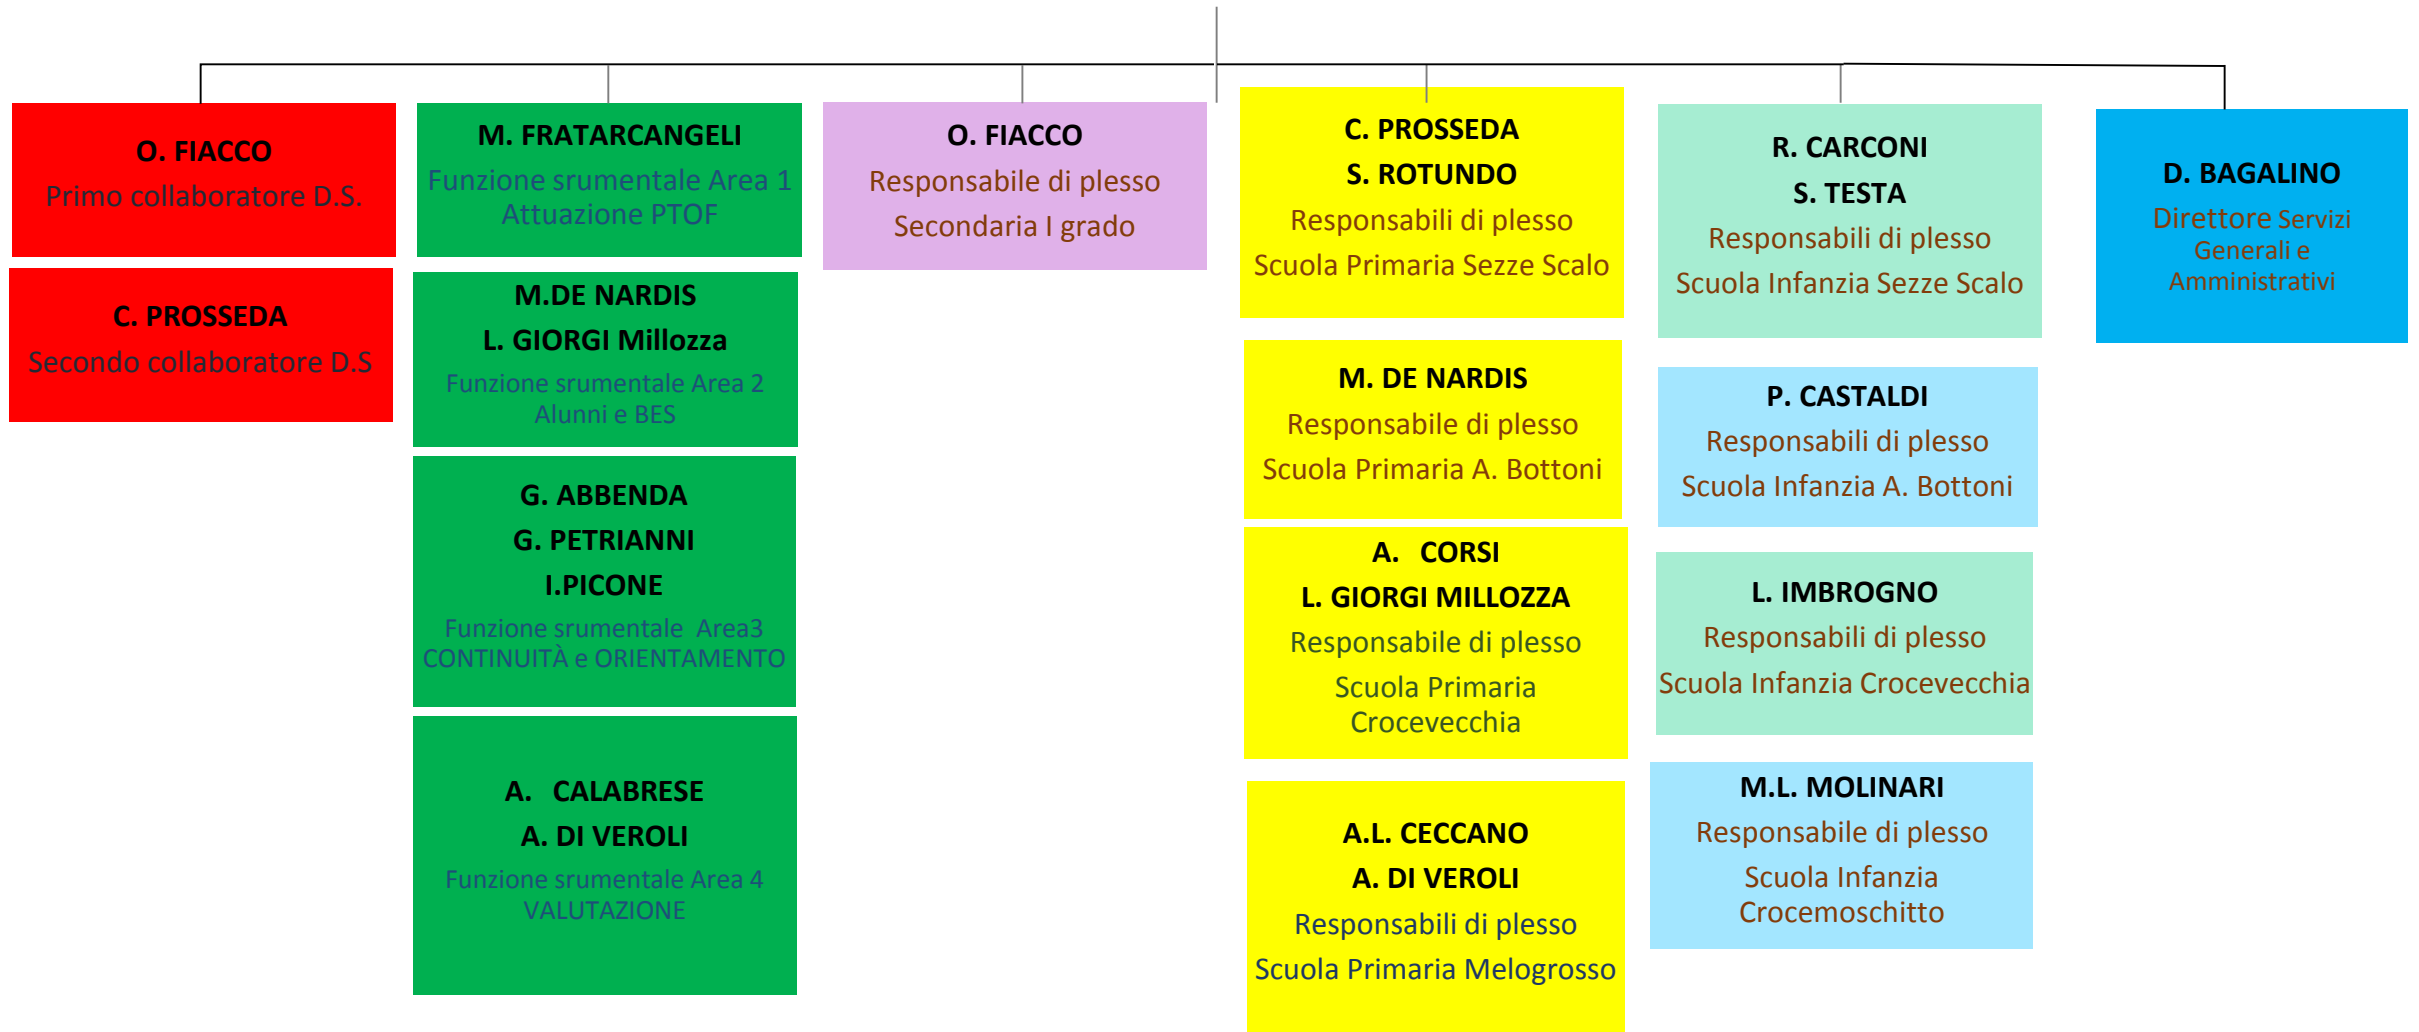 O. FIACCO
Primo collaboratore D.S.
C. PROSSEDA
Secondo collaboratore D.S
M. FRATARCANGELI
Funzione srumentale Area 1
Attuazione PTOF
M.DE NARDIS
L. GIORGI Millozza
Funzione srumentale Area 2
Alunni e BES
G. ABBENDA
G. PETRIANNI
I.PICONE
Funzione srumentale Area3
CONTINUITÀ e ORIENTAMENTO
A. CALABRESE
A. DI VEROLI
Funzione srumentale Area 4
VALUTAZIONE
O. FIACCO
Responsabile di plesso
Secondaria I grado
C. PROSSEDA
S. ROTUNDO
Responsabili di plesso
Scuola Primaria Sezze Scalo
M. DE NARDIS
Responsabile di plesso
Scuola Primaria A. Bottoni
A. CORSI
L. GIORGI MILLOZZA
Responsabile di plesso
Scuola Primaria
Crocevecchia
A.L. CECCANO
A. DI VEROLI
Responsabili di plesso
Scuola Primaria Melogrosso
R. CARCONI
S. TESTA
Responsabili di plesso
Scuola Infanzia Sezze Scalo
P. CASTALDI
Responsabili di plesso
Scuola Infanzia A. Bottoni
L. IMBROGNO
Responsabili di plesso
Scuola Infanzia Crocevecchia
M.L. MOLINARI
Responsabile di plesso
Scuola Infanzia
Crocemoschitto
D. BAGALINO
Direttore Servizi
Generali e
Amministrativi